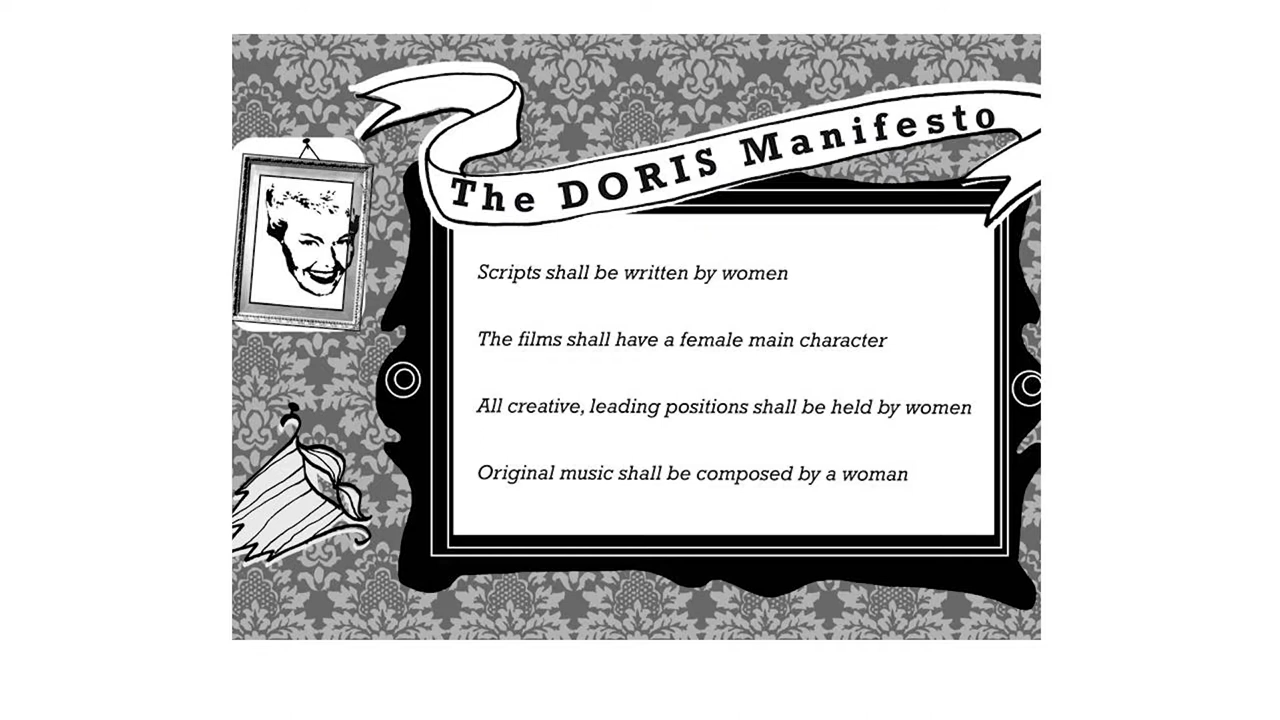 The DORIS Manifesto
Scripts shall be written by women
The films shall have a female main character
All creative, leading positions shall be held by women
Original music shall be composed by a woman